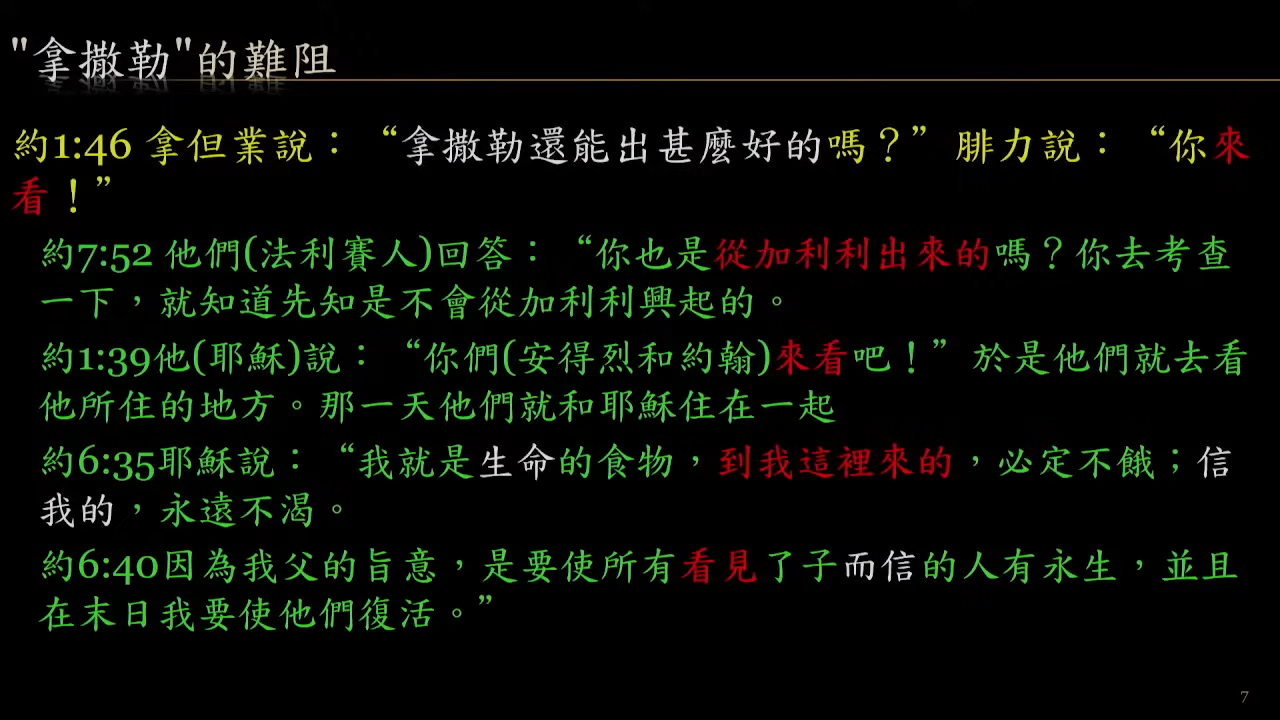 "拿撒勒"的難阻
約1:46 拿但業說：“拿撒勒還能出甚麼好的嗎？”腓力說：“你來
看！”
約7:52 他們(法利賽人)回答：“你也是從加利利出來的嗎？你去考查
一下，就知道先知是不會從加利利興起的。
約1:39他(耶穌)說：“你們(安得烈和約翰)來看吧！”於是他們就去看
他所住的地方。那一天他們就和耶穌住在一起
約6:35耶穌說：“我就是生命的食物，到我這裡來的，必定不餓；信
我的，永遠不渴。
約6:40因為我父的旨意，是要使所有看見了子而信的人有永生，並且
在末日我要使他們復活。”
7